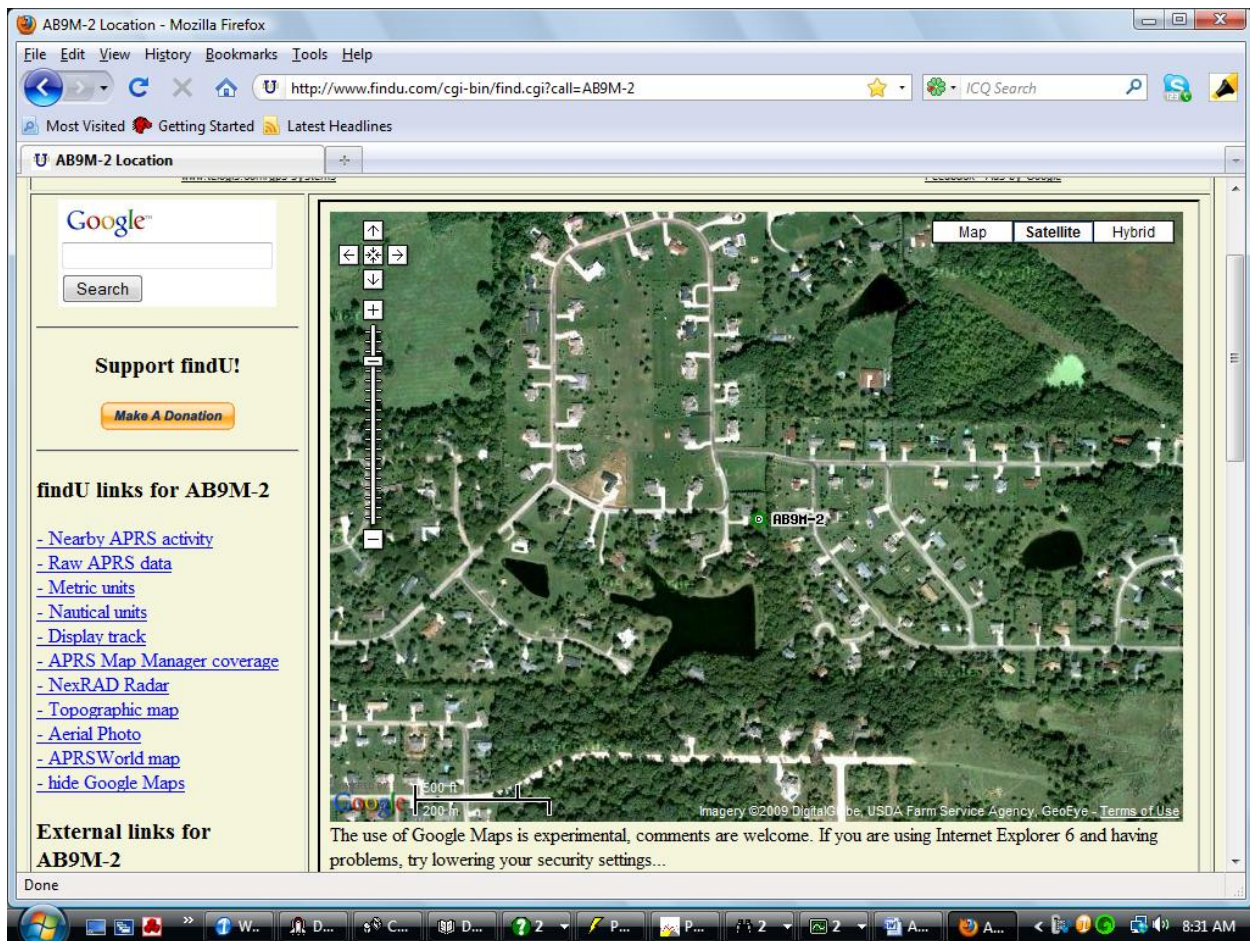 AB9M-2 Location - Mozilla Firefox
File Edit View History Bookmarks Tools Help
http://www.findu.com/cgi-bin/find.cgi?call=AB9M-2
ICQ Search
Most Visited Getting Started Latest Headlines
AB9M-2 Location
Google™
Search
Support findU!
Make A Donation
findU links for AB9M-2
- Nearby APRS activity
- Raw APRS data
- Metric units
- Nautical units
- Display track
- APRS Map Manager coverage
- NexRAD Radar
- Topographic map
- Aerial Photo
- APRSWorld map
- hide Google Maps
External links for
AB9M-2
Map Satellite Hybrid
AB9M-2
500 ft
200 m
Google
Imagery ©2009 DigitalGlobe, USDA Farm Service Agency, GeoEye - Terms of Use
The use of Google Maps is experimental, comments are welcome. If you are using Internet Explorer 6 and having
problems, try lowering your security settings...
Done
W... D... C... D... 2 P... P... 2 2 A... A... 8:31 AM